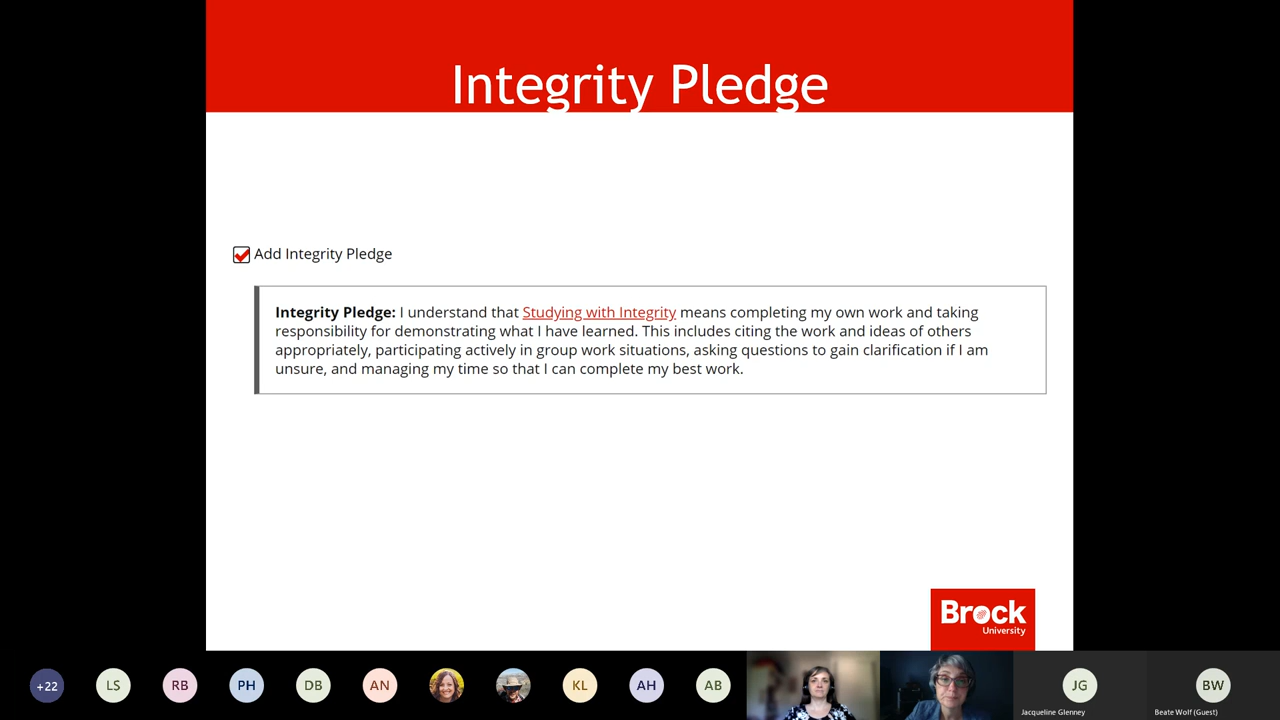 Integrity Pledge
Add Integrity Pledge
Integrity Pledge: I understand that Studying with Integrity means completing my own work and taking
responsibility for demonstrating what I have learned. This includes citing the work and ideas of others
appropriately, participating actively in group work situations, asking questions to gain clarification if I am
unsure, and managing my time so that I can complete my best work.
Brock
University
+22
LS
RB
PH
DB
AN
KL
AH
AB
JG
BW
Jacqueline Glenney
Beate Wolf (Guest)